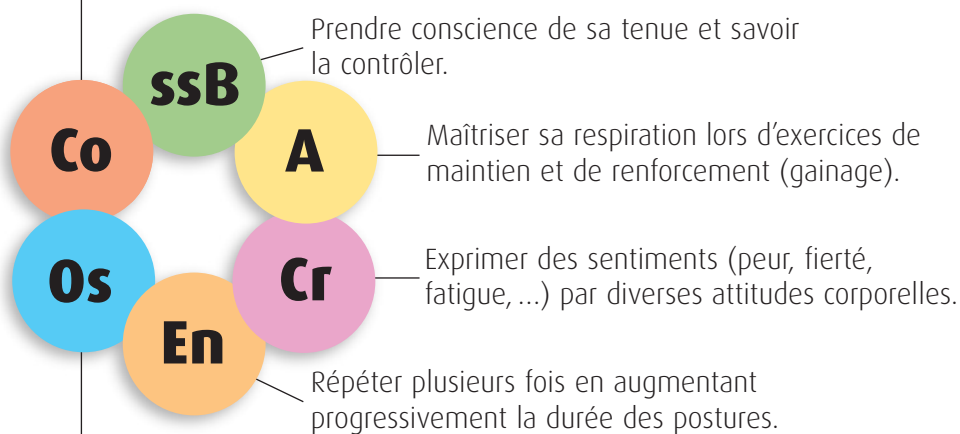 Prendre conscience de sa tenue et savoir
la contrôler.
ssB
Co
A
Maîtriser sa respiration lors d’exercices de
maintien et de renforcement (gainage).
Os
Cr
Exprimer des sentiments (peur, fierté,
fatigue, ...) par diverses attitudes corporelles.
En
Répéter plusieurs fois en augmentant
progressivement la durée des postures.